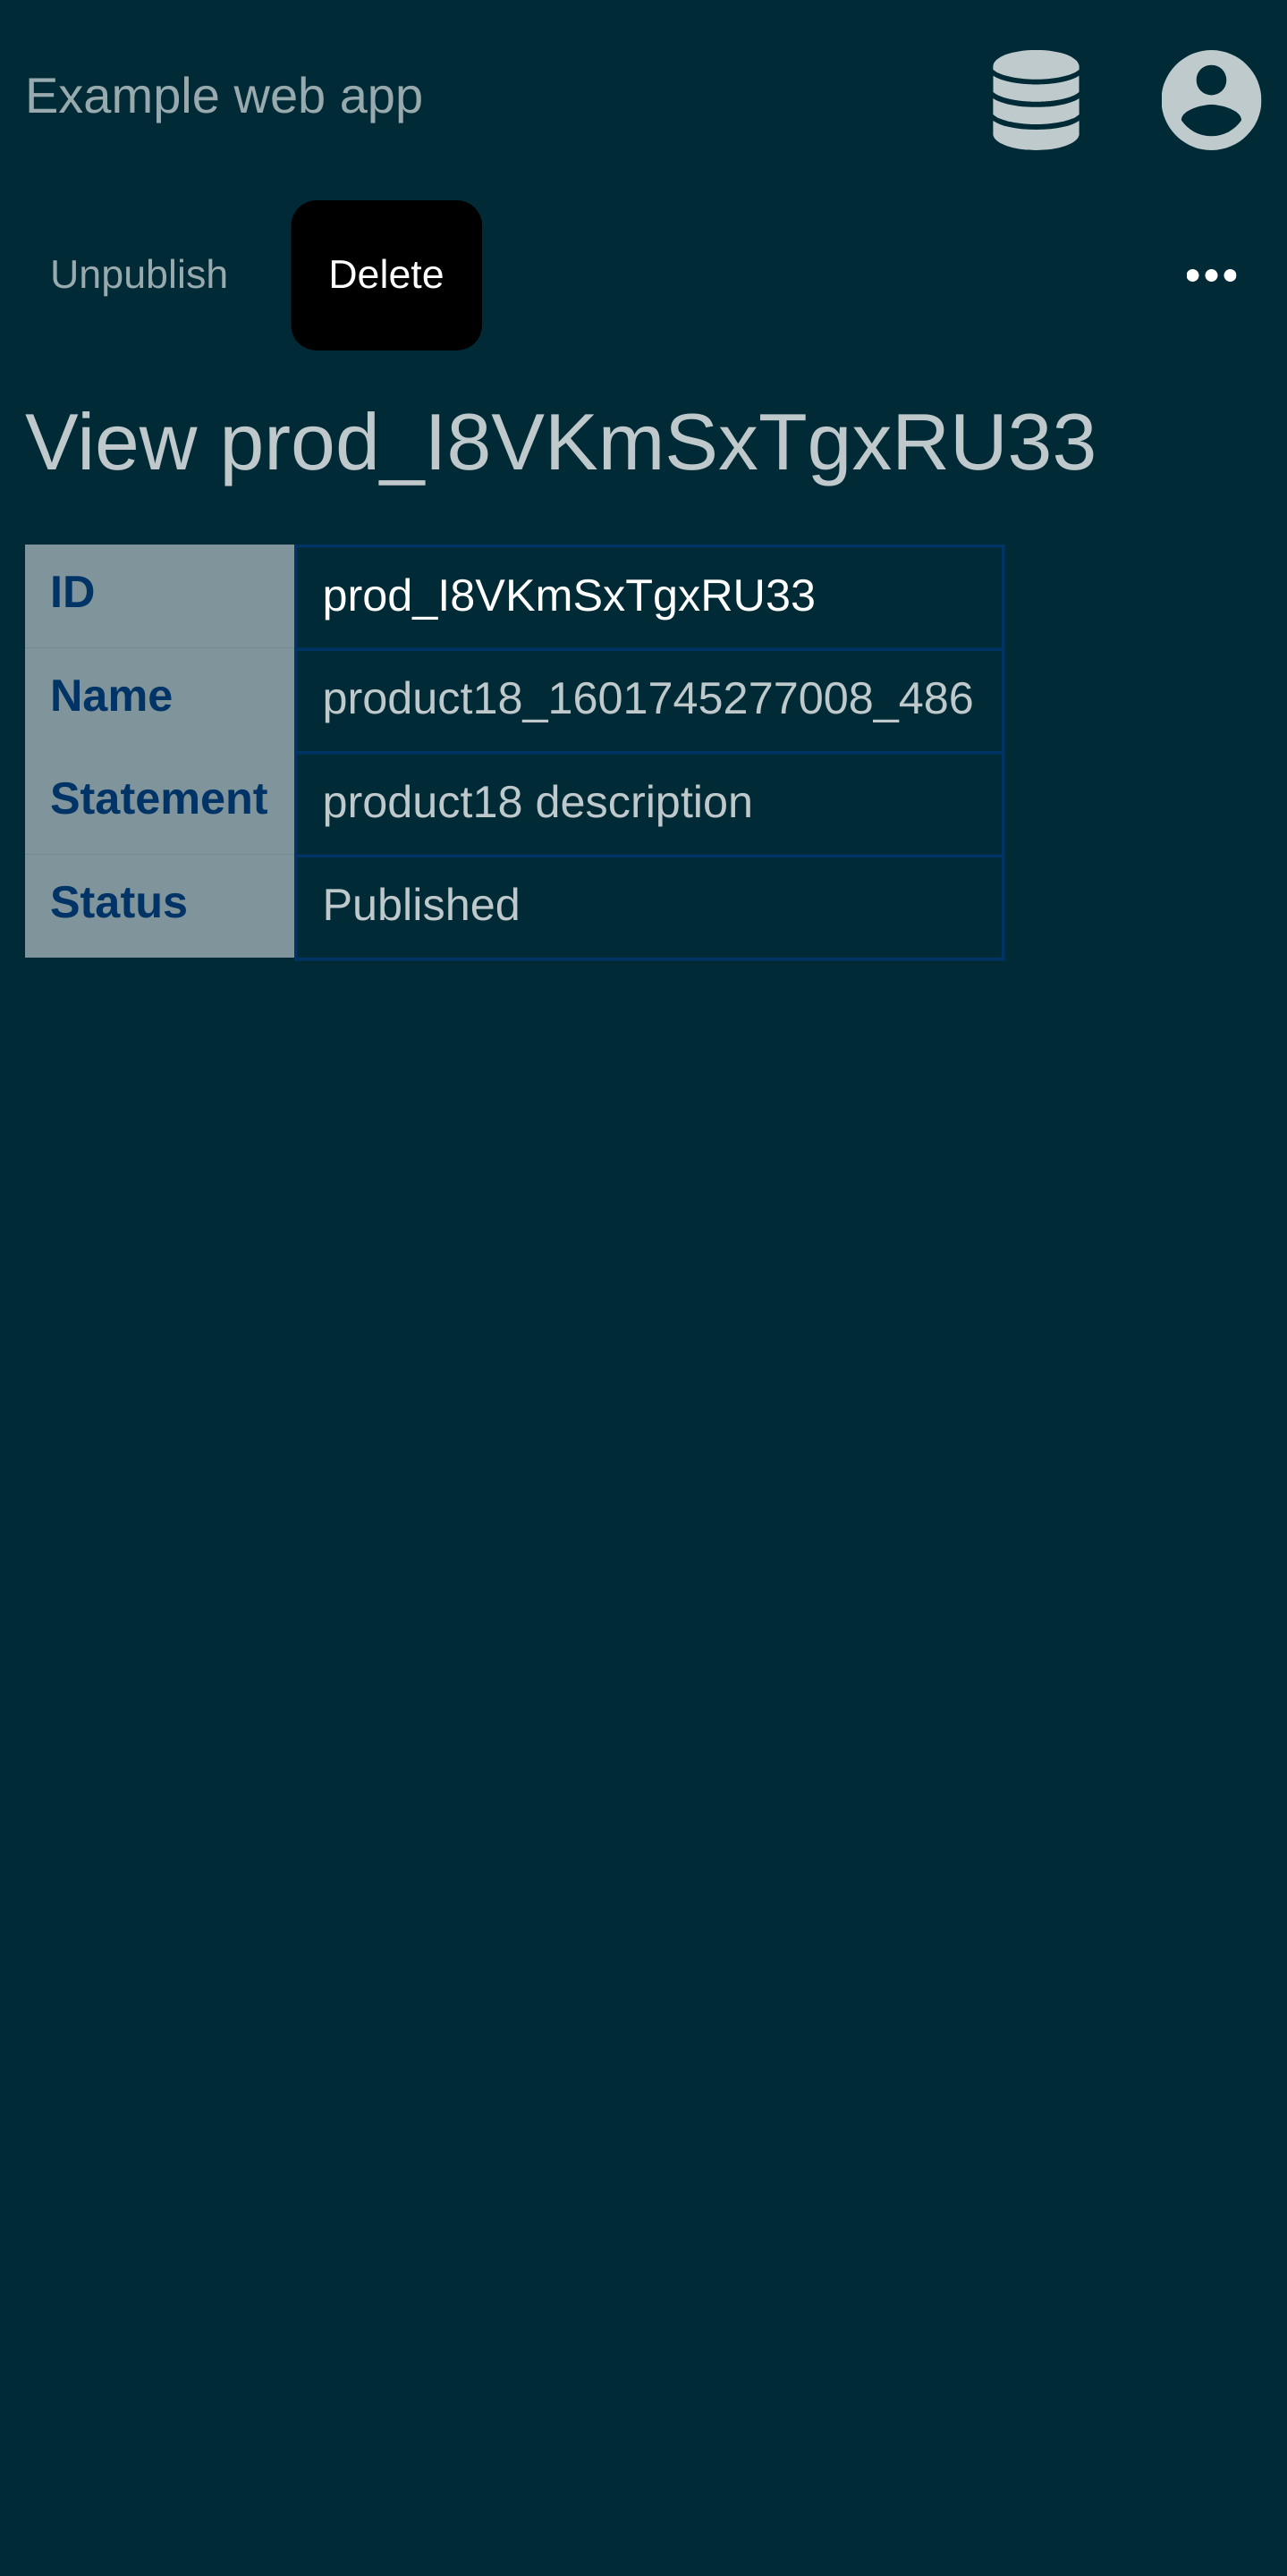 Example web app
Unpublish Delete
View prod_I8VKmSxTgxRU33
ID prod_I8VKmSxTgxRU33
Name product18_1601745277008_486
Statement product18 description
Status Published